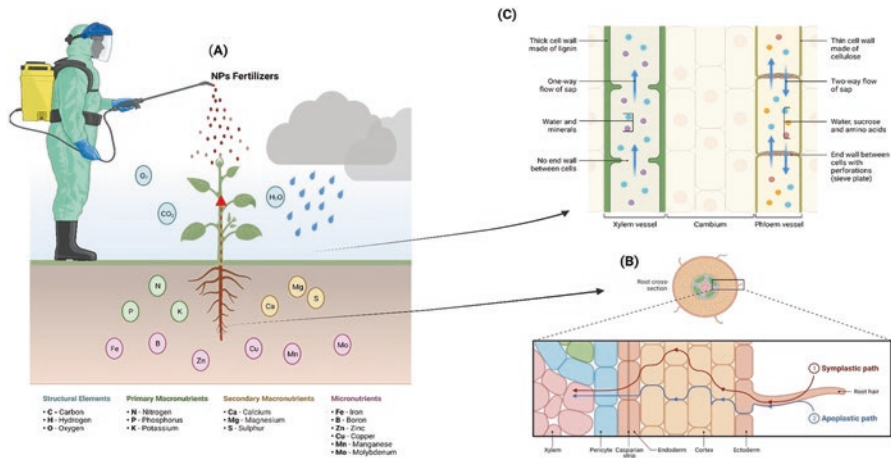 (A)
NPs Fertilizers
O₂
CO₂
H₂O
N
P
K
Mg
Ca
S
Fe
B
Zn
Cu
Mn
Mo
Structural Elements
• C - Carbon
• H - Hydrogen
• O - Oxygen
Primary Macronutrients
• N - Nitrogen
• P - Phosphorus
• K - Potassium
Secondary Macronutrients
• Ca - Calcium
• Mg - Magnesium
• S - Sulphur
Micronutrients
• Fe - Iron
• B - Boron
• Zn - Zinc
• Cu - Copper
• Mn - Manganese
• Mo - Molybdenum
(C)
Thick cell wall
made of lignin
One-way
flow of sap
Water and
minerals
No end wall
between cells
Thin cell wall
made of
cellulose
Two-way flow
of sap
Water, sucrose
and amino acids
End wall between
cells with
perforations
(sieve plate)
Xylem vessel
Cambium
Phloem vessel
(B)
Root cross-
section
1
Symplastic path
Root hair
2
Apoplastic path
Xylem
Pericyte
Casparian
strip
Endoderm
Cortex
Ectoderm